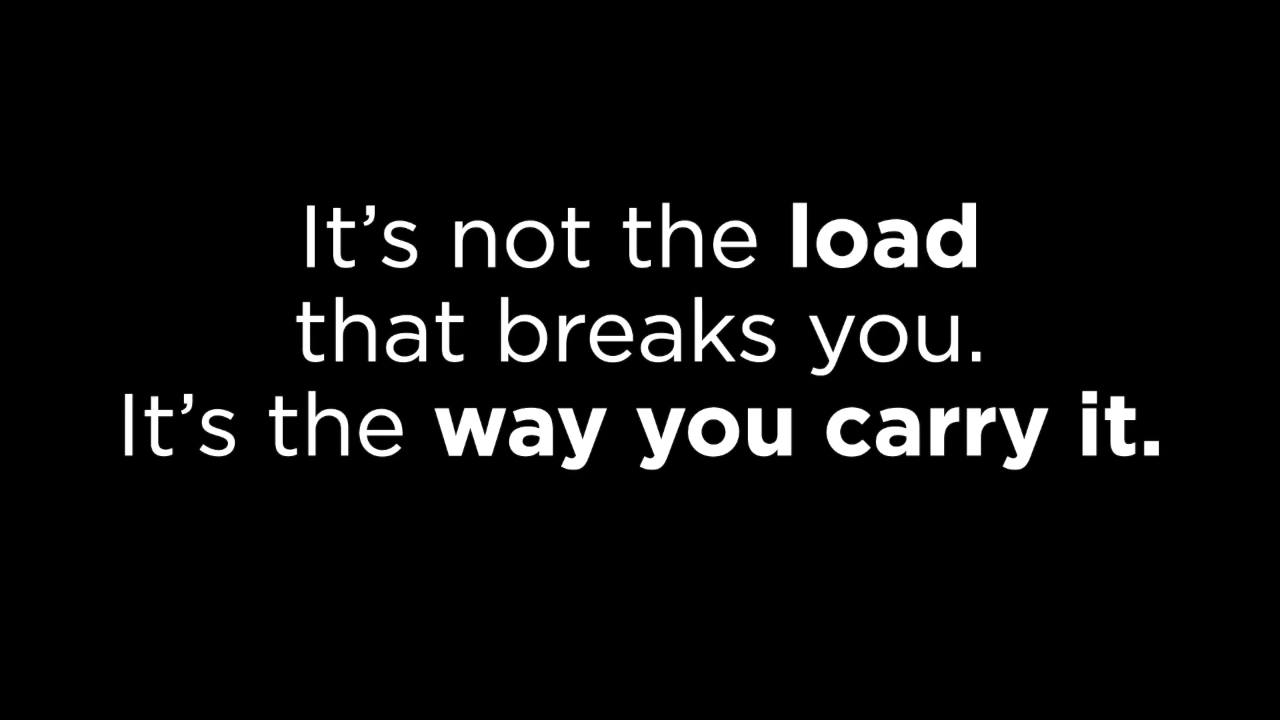 It’s not the load
that breaks you.
It’s the way you carry it.